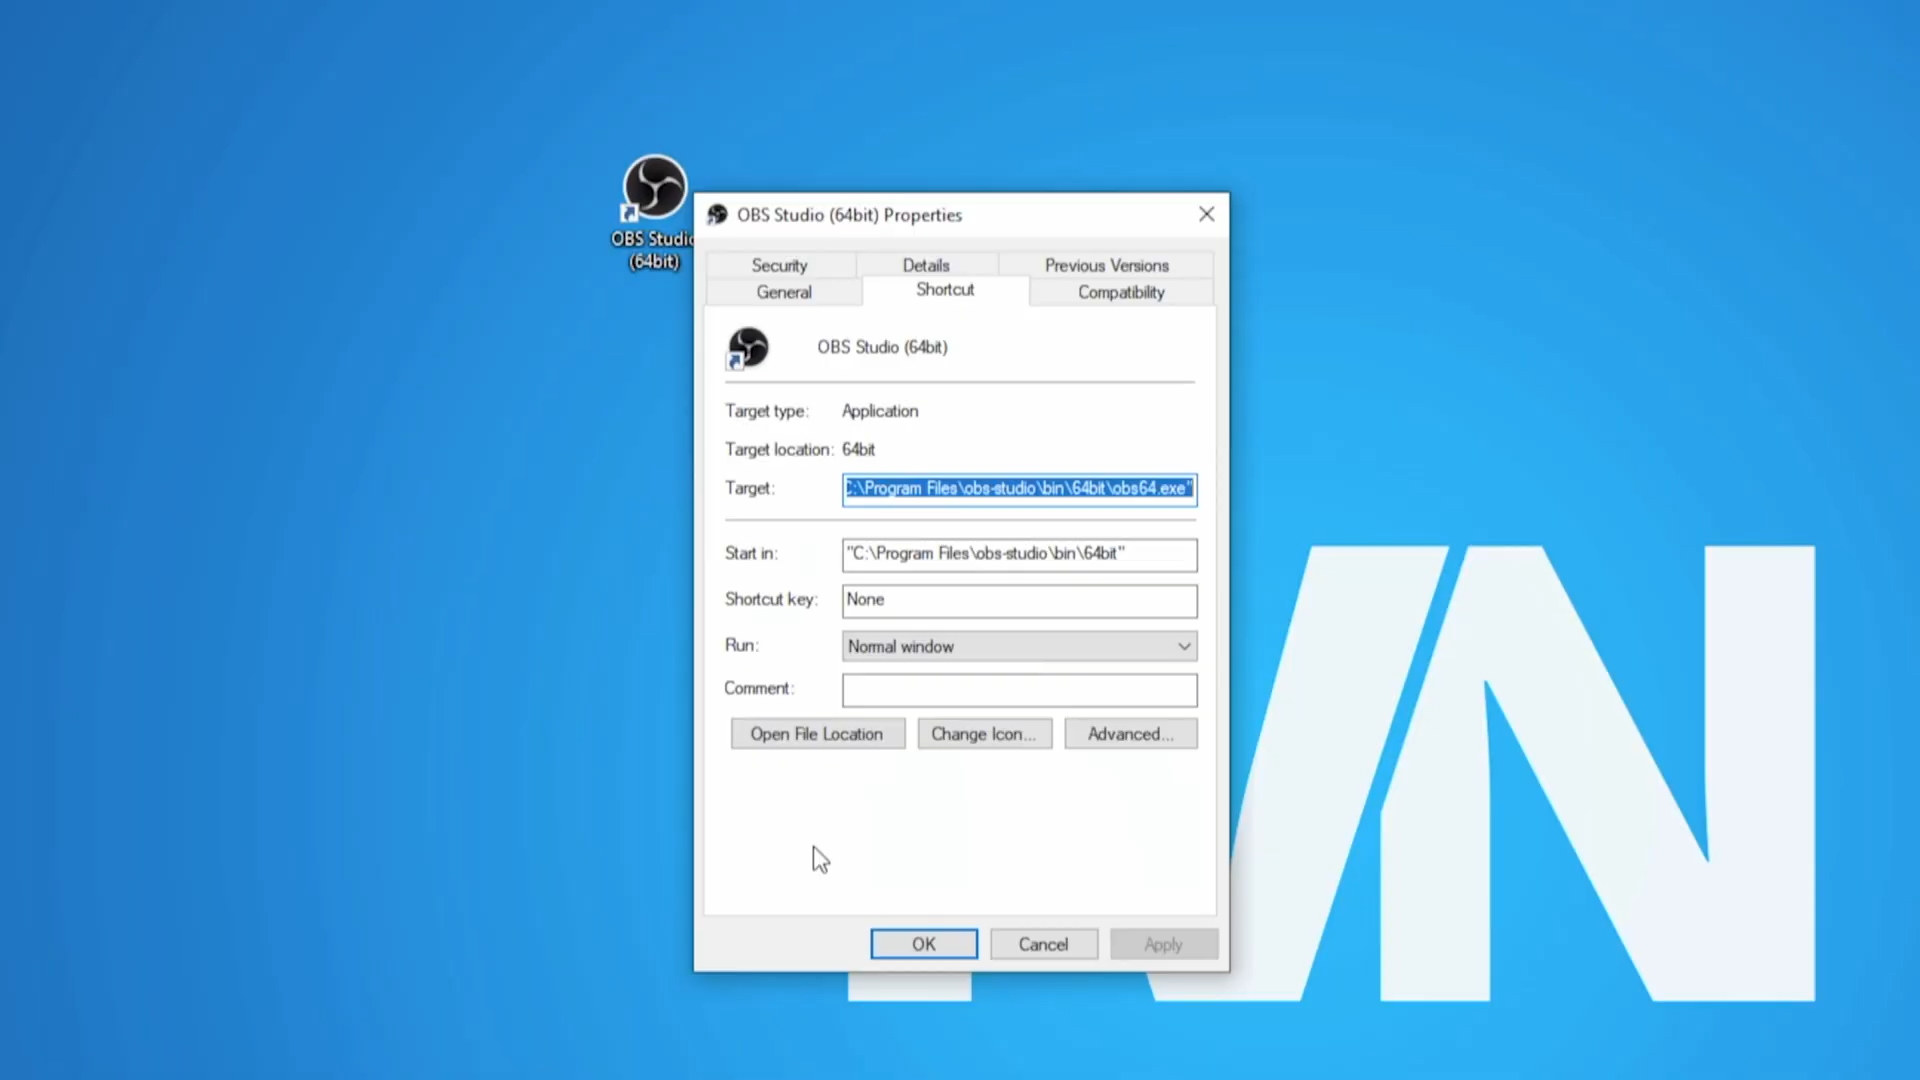 OBS Studio
(64bit)
OBS Studio (64bit) Properties
Security Details Previous Versions
General Shortcut Compatibility
OBS Studio (64bit)
Target type: Application
Target location: 64bit
Target: C:\Program Files\obs-studio\bin\64bit\obs64.exe"
Start in: "C:\Program Files\obs-studio\bin\64bit"
Shortcut key: None
Run: Normal window
Comment:
Open File Location Change Icon... Advanced...
OK Cancel Apply